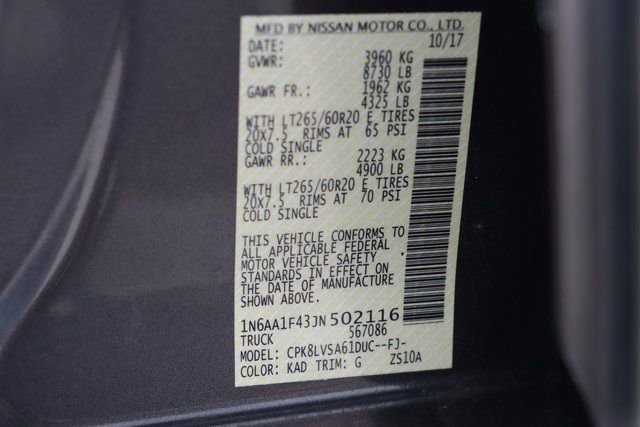 MFD BY NISSAN MOTOR CO., LTD.
DATE: 10/17
GVWR: 3960 KG
8730 LB
GAWR FR.: 1962 KG
4325 LB
WITH LT265/60R20 E TIRES
20x7.5 RIMS AT 65 PSI
COLD SINGLE
GAWR RR.: 2223 KG
4900 LB
WITH LT265/60R20 E TIRES
20x7.5 RIMS AT 70 PSI
COLD SINGLE
THIS VEHICLE CONFORMS TO
ALL APPLICABLE FEDERAL
MOTOR VEHICLE SAFETY
STANDARDS IN EFFECT ON
THE DATE OF MANUFACTURE
SHOWN ABOVE.
1N6AA1F43JN502116
TRUCK 567086
MODEL: CPK8LVSA61DUC--FJ-
COLOR: KAD TRIM: G ZS10A